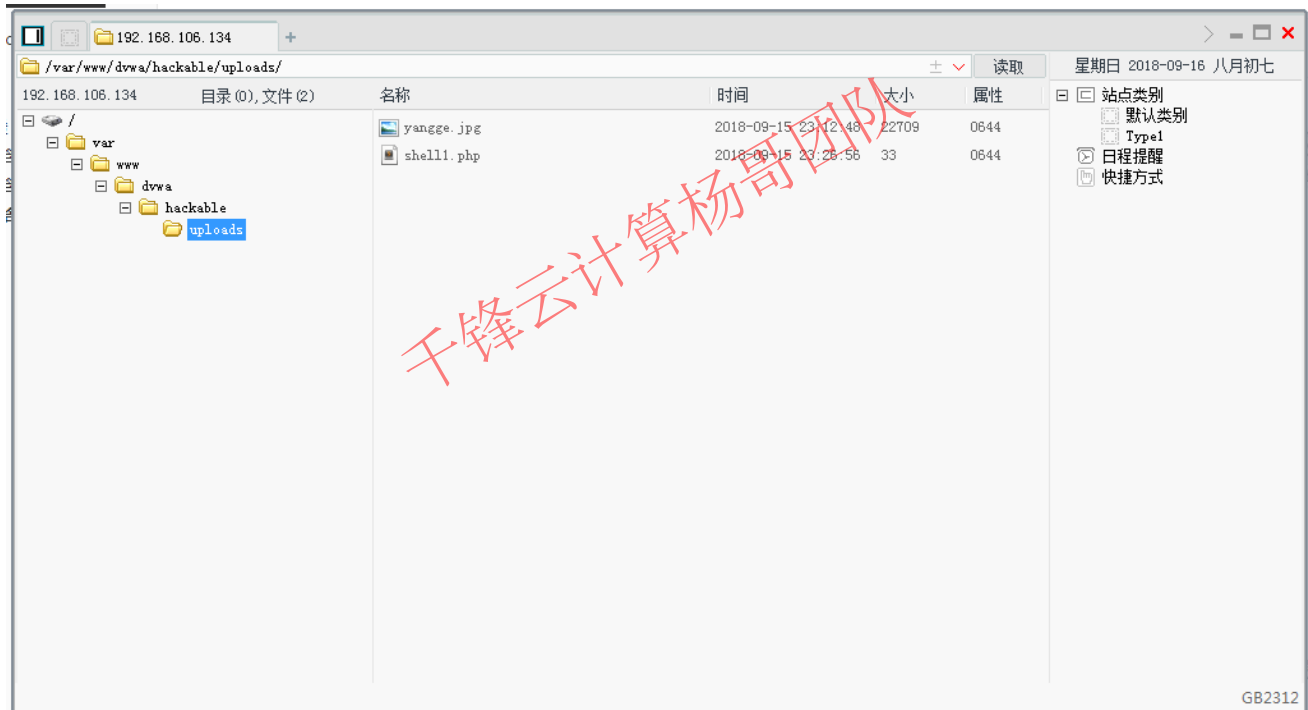 192.168.106.134 +
/var/www/dvwa/hackable/uploads/ 读取 星期日 2018-09-16 八月初七
192.168.106.134 目录(0),文件(2) 名称 时间 大小 属性
/
var
www
dvwa
hackable
uploads
yangge.jpg 2018-09-15 23:12:48 22709 0644
shell1.php 2018-09-15 23:26:56 33 0644
站点类别
默认类别
Type1
日程提醒
快捷方式
千锋云计算杨哥团队
GB2312